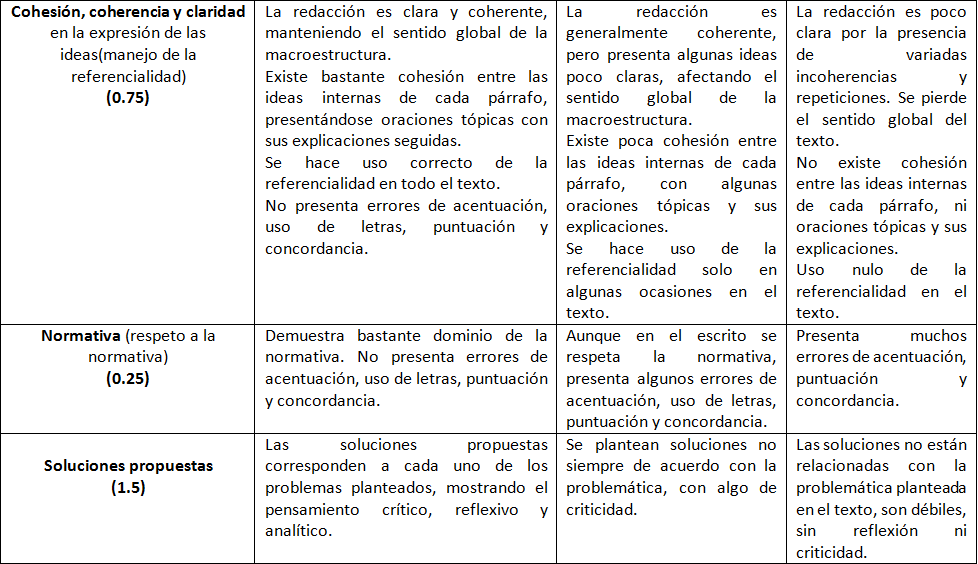 Cohesión, coherencia y claridad
en la expresión de las
ideas(manejo de la
referencialidad)
(0.75)
La redacción es clara y coherente,
manteniendo el sentido global de la
macroestructura.
Existe bastante cohesión entre las
ideas internas de cada párrafo,
presentándose oraciones tópicas con
sus explicaciones seguidas.
Se hace uso correcto de la
referencialidad en todo el texto.
No presenta errores de acentuación,
uso de letras, puntuación y
concordancia.
La redacción es
generalmente coherente,
pero presenta algunas ideas
poco claras, afectando el
sentido global de la
macroestructura.
Existe poca cohesión entre
las ideas internas de cada
párrafo, con algunas
oraciones tópicas y sus
explicaciones.
Se hace uso de la
referencialidad solo en
algunas ocasiones en el
texto.
La redacción es poco
clara por la presencia
de variadas
incoherencias y
repeticiones. Se pierde
el sentido global del
texto.
No existe cohesión
entre las ideas internas
de cada párrafo, ni
oraciones tópicas y sus
explicaciones.
Uso nulo de la
referencialidad en el
texto.
Normativa (respeto a la
normativa)
(0.25)
Demuestra bastante dominio de la
normativa. No presenta errores de
acentuación, uso de letras, puntuación
y concordancia.
Aunque en el escrito se
respeta la normativa,
presenta algunos errores de
acentuación, uso de letras,
puntuación y concordancia.
Presenta muchos
errores de acentuación,
puntuación y
concordancia.
Soluciones propuestas
(1.5)
Las soluciones propuestas
corresponden a cada uno de los
problemas planteados, mostrando el
pensamiento crítico, reflexivo y
analítico.
Se plantean soluciones no
siempre de acuerdo con la
problemática, con algo de
criticidad.
Las soluciones no están
relacionadas con la
problemática planteada
en el texto, son débiles,
sin reflexión ni
criticidad.